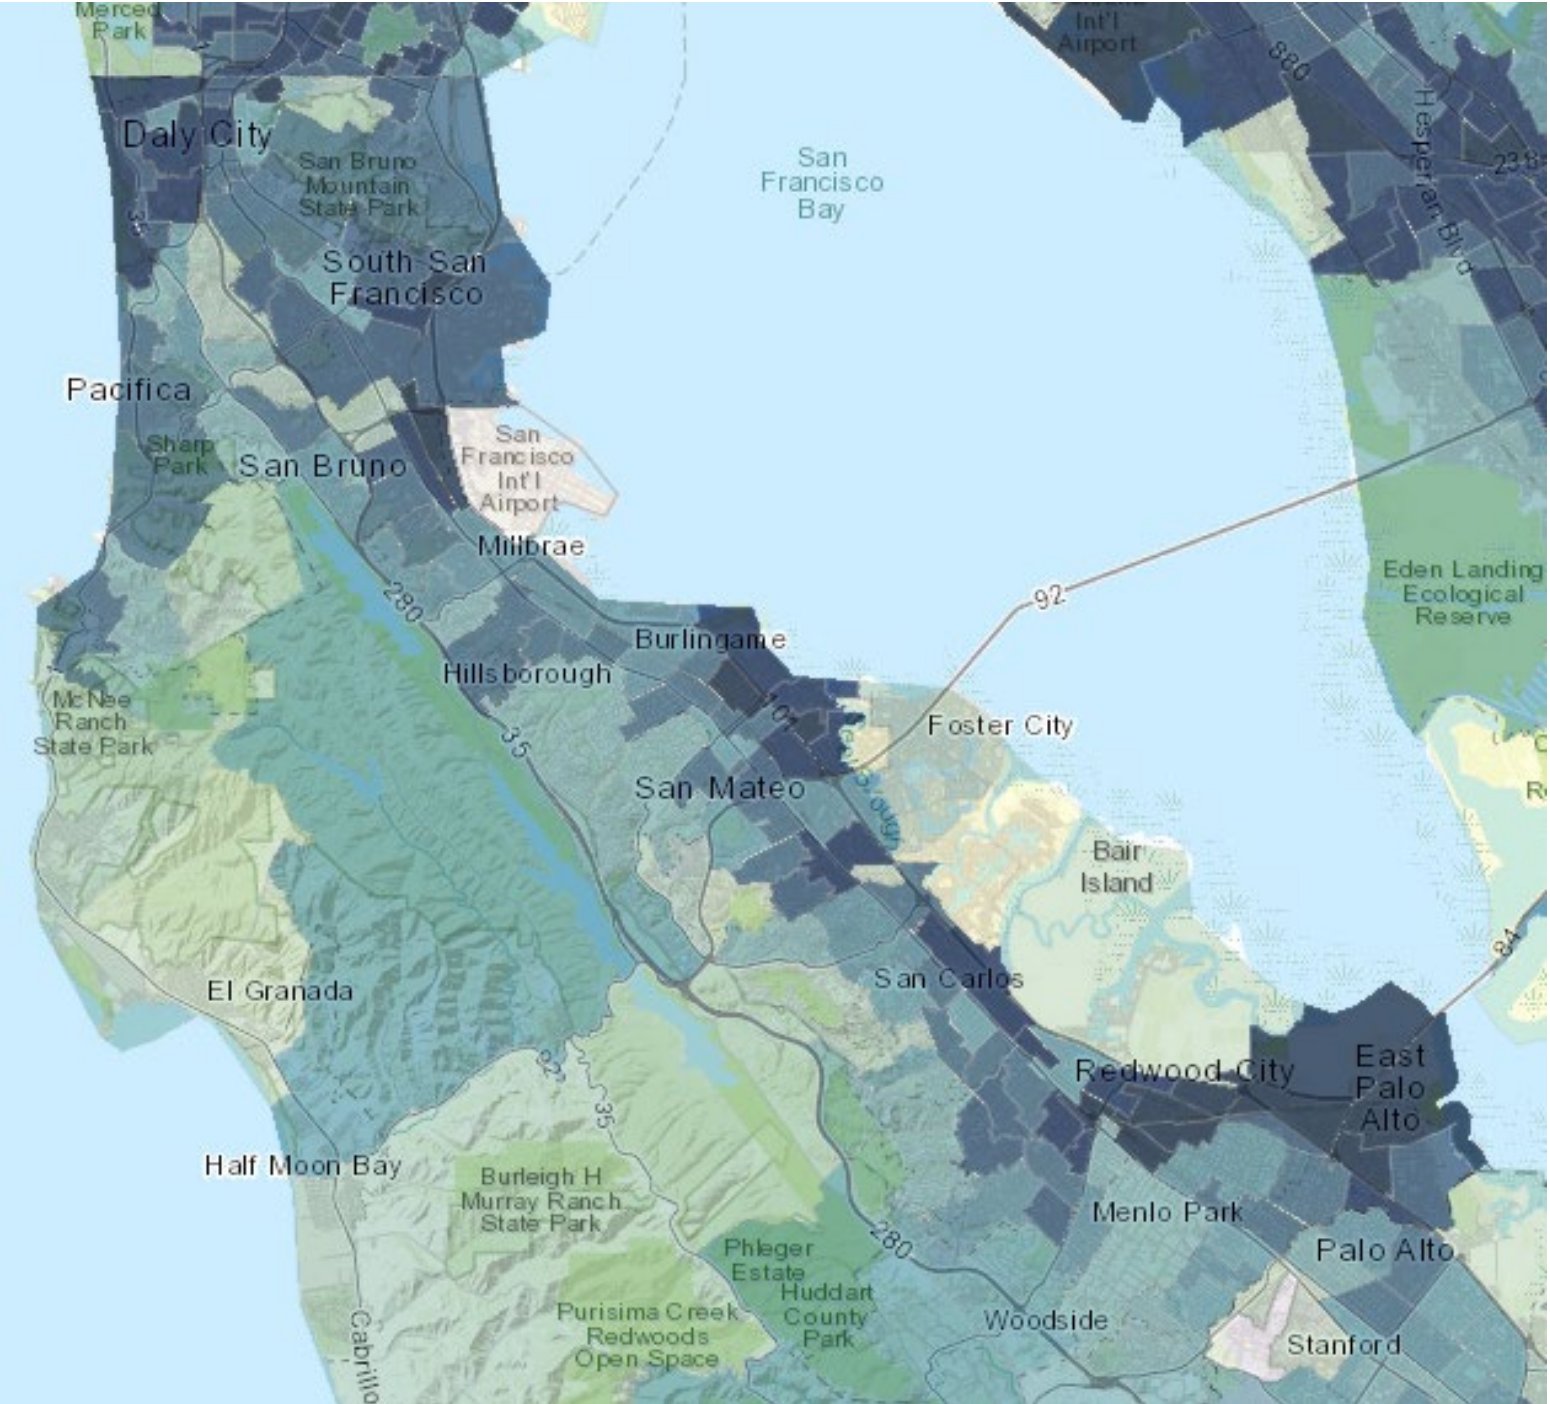 Merced
Park
Int'l
Airport
880
Daly City
San Bruno
Mountain
State Park
San
Francisco
Bay
Hesperian Blvd
238
35
South San
Francisco
Pacifica
Sharp
Park
San Bruno
San
Francisco
Int'l
Airport
Millbrae
280
92
Eden Landing
Ecological
Reserve
Burlingame
Hillsborough
McNee
Ranch
State Park
35
101
Foster City
San Mateo
Slough
Bair
Island
84
El Granada
San Carlos
92
35
Redwood City
East
Palo
Alto
Half Moon Bay
Burleigh H
Murray Ranch
State Park
Menlo Park
280
Phleger
Estate
Palo Alto
Huddart
County
Park
Purisima Creek
Redwoods
Open Space
Woodside
Stanford
Cabrillo